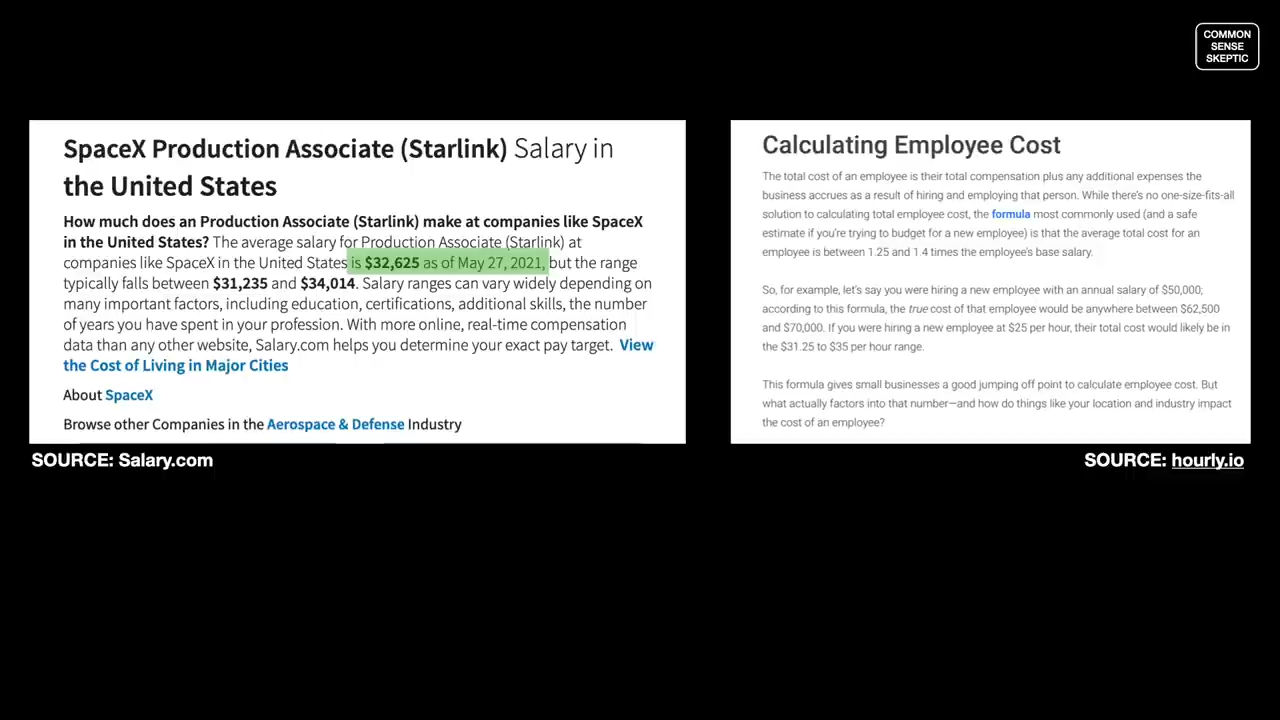 COMMON
SENSE
SKEPTIC
SpaceX Production Associate (Starlink) Salary in
the United States
How much does an Production Associate (Starlink) make at companies like SpaceX
in the United States? The average salary for Production Associate (Starlink) at
companies like SpaceX in the United States is $32,625 as of May 27, 2021, but the range
typically falls between $31,235 and $34,014. Salary ranges can vary widely depending on
many important factors, including education, certifications, additional skills, the number
of years you have spent in your profession. With more online, real-time compensation
data than any other website, Salary.com helps you determine your exact pay target. View
the Cost of Living in Major Cities
About SpaceX
Browse other Companies in the Aerospace & Defense Industry
SOURCE: Salary.com
Calculating Employee Cost
The total cost of an employee is their total compensation plus any additional expenses the
business accrues as a result of hiring and employing that person. While there's no one-size-fits-all
solution to calculating total employee cost, the formula most commonly used (and a safe
estimate if you're trying to budget for a new employee) is that the average total cost for an
employee is between 1.25 and 1.4 times the employee's base salary.
So, for example, let's say you were hiring a new employee with an annual salary of $50,000;
according to this formula, the true cost of that employee would be anywhere between $62,500
and $70,000. If you were hiring a new employee at $25 per hour, their total cost would likely be in
the $31.25 to $35 per hour range.
This formula gives small businesses a good jumping off point to calculate employee cost. But
what actually factors into that number—and how do things like your location and industry impact
the cost of an employee?
SOURCE: hourly.io